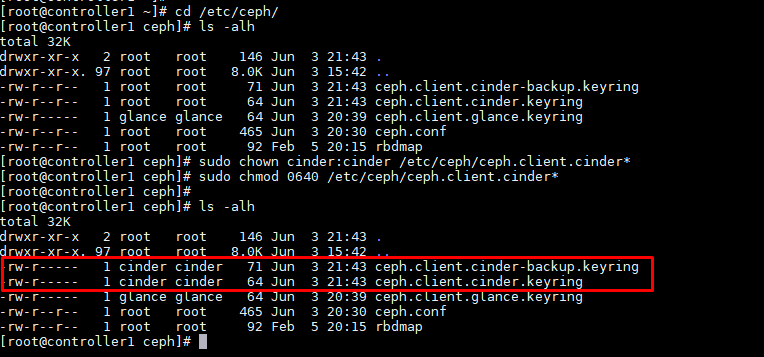 [root@controller1 ~]#
[root@controller1 ~]# cd /etc/ceph/
[root@controller1 ceph]# ls -alh
total 32K
drwxr-xr-x   2 root   root    146 Jun  3 21:43 .
drwxr-xr-x. 97 root   root   8.0K Jun  3 15:42 ..
-rw-r--r--   1 root   root     71 Jun  3 21:43 ceph.client.cinder-backup.keyring
-rw-r--r--   1 root   root     64 Jun  3 21:43 ceph.client.cinder.keyring
-rw-r--r--   1 glance glance   64 Jun  3 20:39 ceph.client.glance.keyring
-rw-r--r--   1 root   root    465 Jun  3 20:30 ceph.conf
-rw-r--r--   1 root   root     92 Feb  5 20:15 rbdmap
[root@controller1 ceph]# sudo chown cinder:cinder /etc/ceph/ceph.client.cinder*
[root@controller1 ceph]# sudo chmod 0640 /etc/ceph/ceph.client.cinder*
[root@controller1 ceph]#
[root@controller1 ceph]# ls -alh
total 32K
drwxr-xr-x   2 root   root    146 Jun  3 21:43 .
drwxr-xr-x. 97 root   root   8.0K Jun  3 15:42 ..
-rw-r-----   1 cinder cinder   71 Jun  3 21:43 ceph.client.cinder-backup.keyring
-rw-r-----   1 cinder cinder   64 Jun  3 21:43 ceph.client.cinder.keyring
-rw-r--r--   1 glance glance   64 Jun  3 20:39 ceph.client.glance.keyring
-rw-r--r--   1 root   root    465 Jun  3 20:30 ceph.conf
-rw-r--r--   1 root   root     92 Feb  5 20:15 rbdmap
[root@controller1 ceph]#